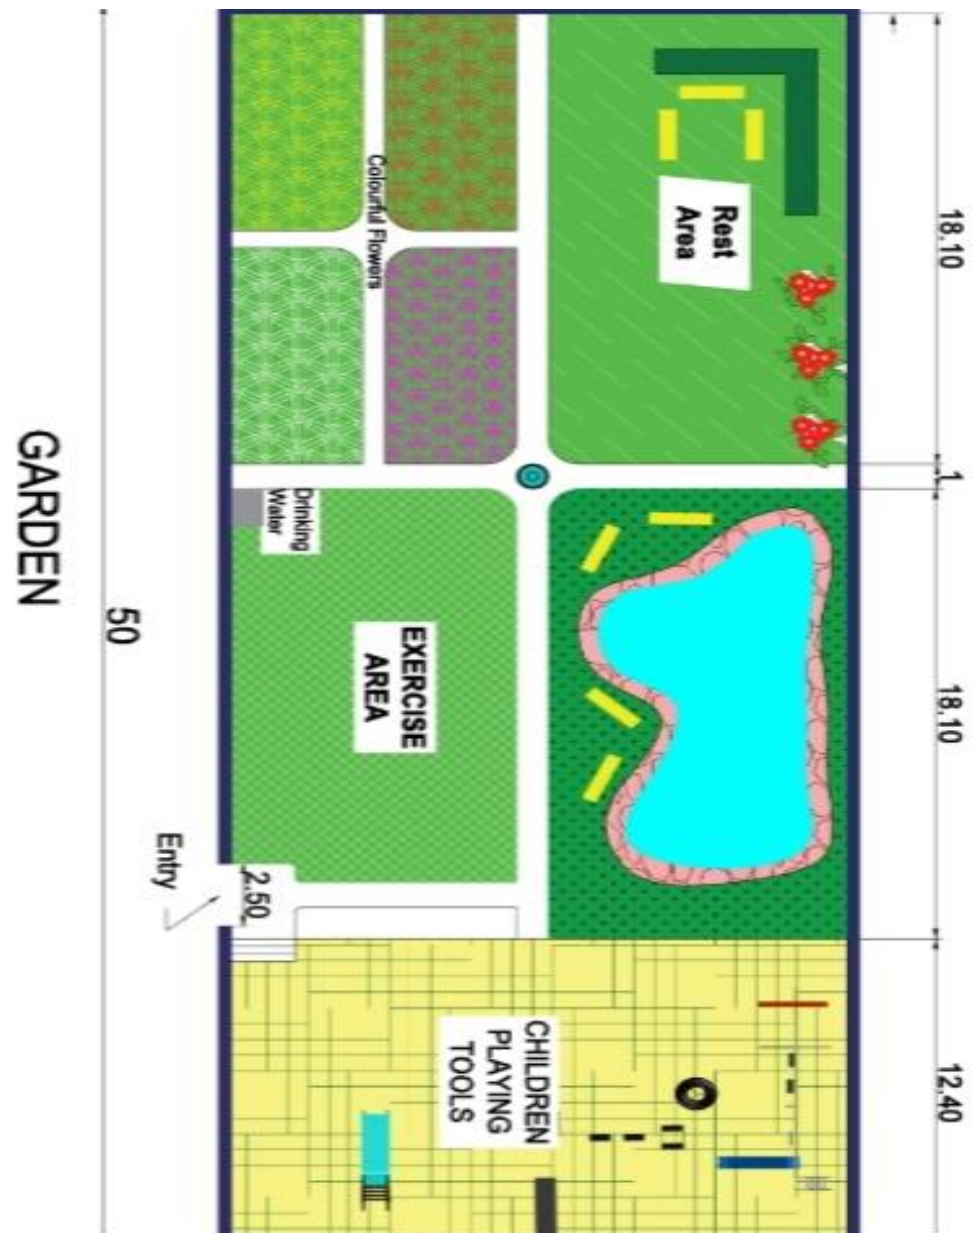 GARDEN
50
Entry
2.50
Colourful Flowers
Drinking
Water
EXERCISE
AREA
Rest
Area
CHILDREN
PLAYING
TOOLS
18.10
1
18.10
12.40